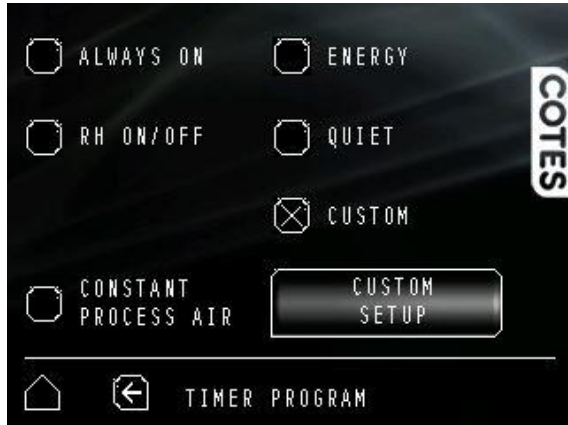 ALWAYS ON
ENERGY
RH ON/OFF
QUIET
CUSTOM
CONSTANT
PROCESS AIR
CUSTOM
SETUP
TIMER PROGRAM
COTES